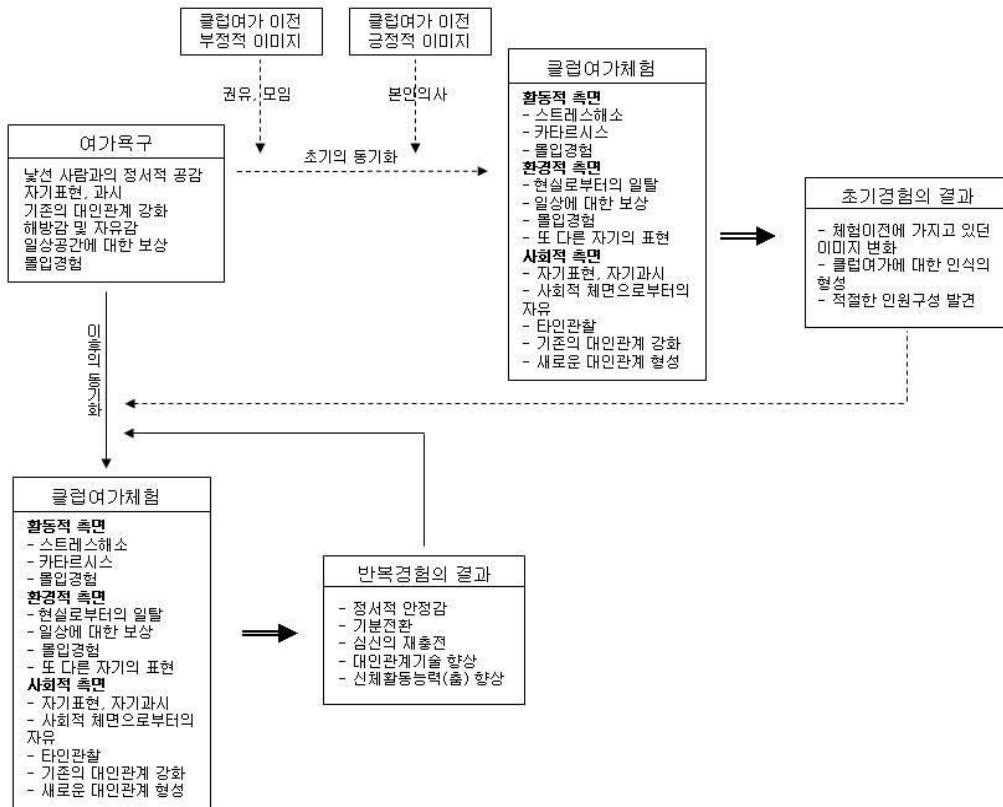 클럽여가 이전
부정적 이미지
클럽여가 이전
긍정적 이미지
권유, 모임
본인의사
여가욕구
낯선 사람과의 정서적 공감
자기표현, 과시
기존의 대인관계 강화
해방감 및 자유감
일상공간에 대한 보상
몰입경험
초기의 동기화
클럽여가체험
활동적 측면
- 스트레스해소
- 카타르시스
- 몰입경험
환경적 측면
- 현실로부터의 일탈
- 일상에 대한 보상
- 몰입경험
- 또 다른 자기의 표현
사회적 측면
- 자기표현, 자기과시
- 사회적 체면으로부터의
자유
- 타인관찰
- 기존의 대인관계 강화
- 새로운 대인관계 형성
초기경험의 결과
- 체험이전에 가지고 있던
이미지 변화
- 클럽여가에 대한 인식의
형성
- 적절한 인원구성 발견
이후의 동기화
클럽여가체험
활동적 측면
- 스트레스해소
- 카타르시스
- 몰입경험
환경적 측면
- 현실로부터의 일탈
- 일상에 대한 보상
- 몰입경험
- 또 다른 자기의 표현
사회적 측면
- 자기표현, 자기과시
- 사회적 체면으로부터의
자유
- 타인관찰
- 기존의 대인관계 강화
- 새로운 대인관계 형성
반복경험의 결과
- 정서적 안정감
- 기분전환
- 심신의 재충전
- 대인관계기술 향상
- 신체활동능력(춤) 향상